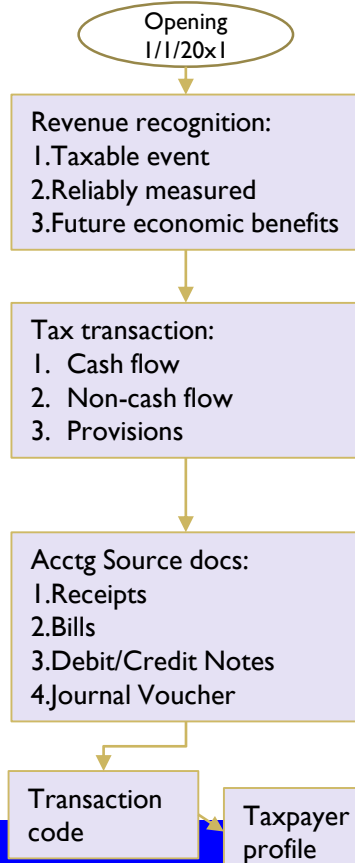 Opening
1/1/20x1
Revenue recognition:
1.Taxable event
2.Reliably measured
3.Future economic benefits
Tax transaction:
1. Cash flow
2. Non-cash flow
3. Provisions
Acctg Source docs:
1.Receipts
2.Bills
3.Debit/Credit Notes
4.Journal Voucher
Transaction
code
Taxpayer
profile